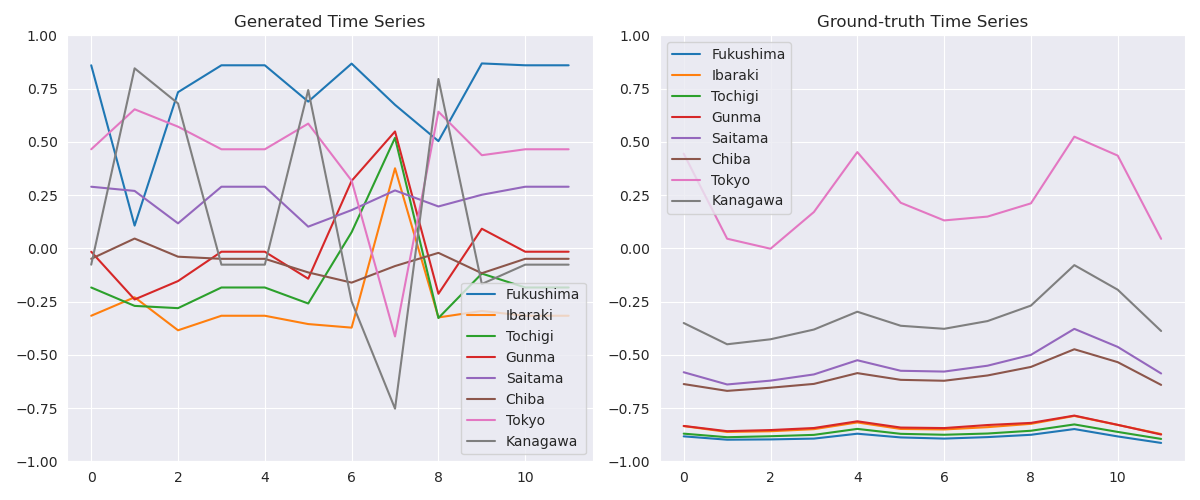 Generated Time Series
1.00
0.75
0.50
0.25
0.00
−0.25
−0.50
−0.75
−1.00
0 2 4 6 8 10
Fukushima
Ibaraki
Tochigi
Gunma
Saitama
Chiba
Tokyo
Kanagawa
Ground-truth Time Series
1.00
0.75
0.50
0.25
0.00
−0.25
−0.50
−0.75
−1.00
0 2 4 6 8 10
Fukushima
Ibaraki
Tochigi
Gunma
Saitama
Chiba
Tokyo
Kanagawa